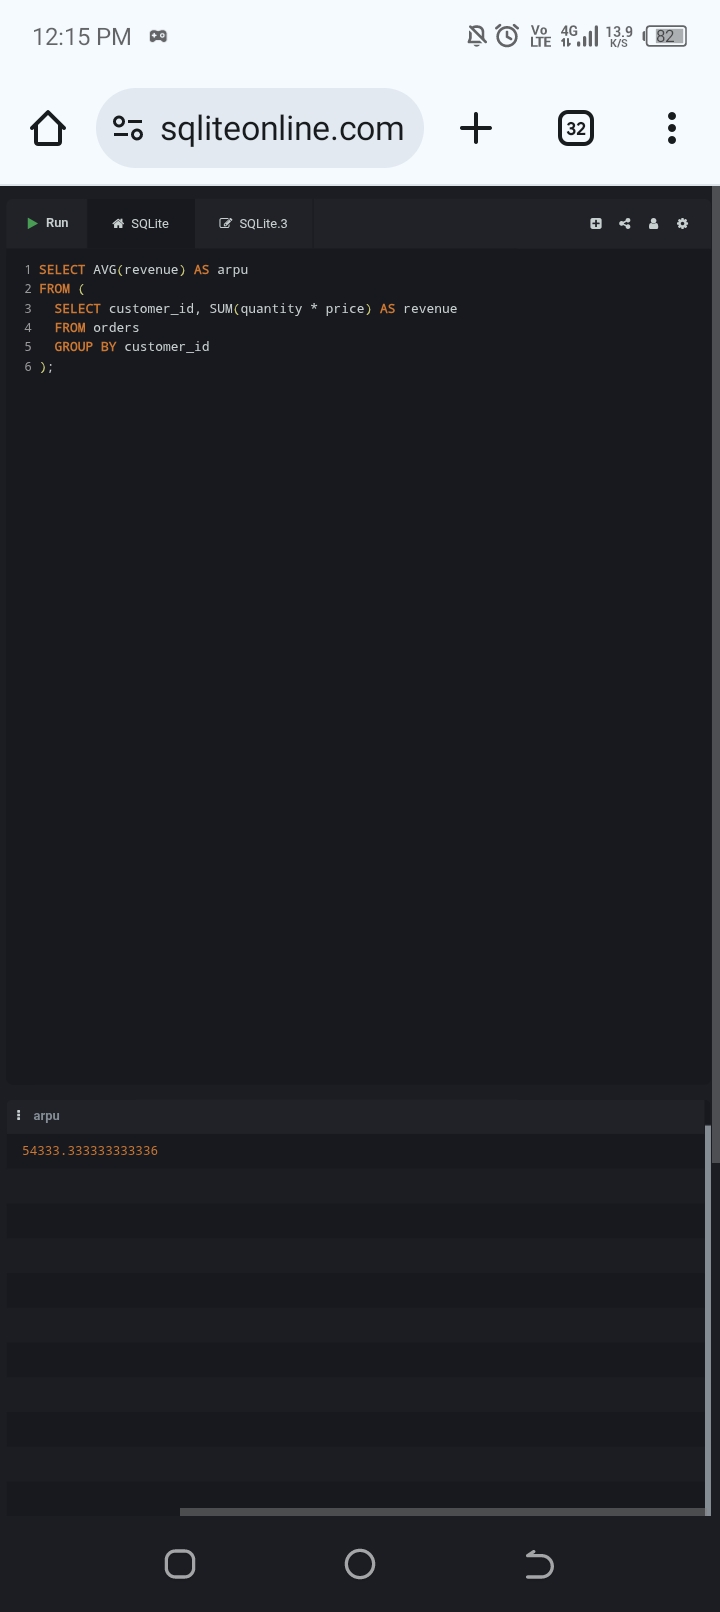 12:15 PM
Vo LTE 4G 13.9 K/S 82
sqliteonline.com
32
Run SQLite SQLite.3
1 SELECT AVG(revenue) AS arpu
2 FROM (
3   SELECT customer_id, SUM(quantity * price) AS revenue
4   FROM orders
5   GROUP BY customer_id
6 );
arpu
54333.333333333336